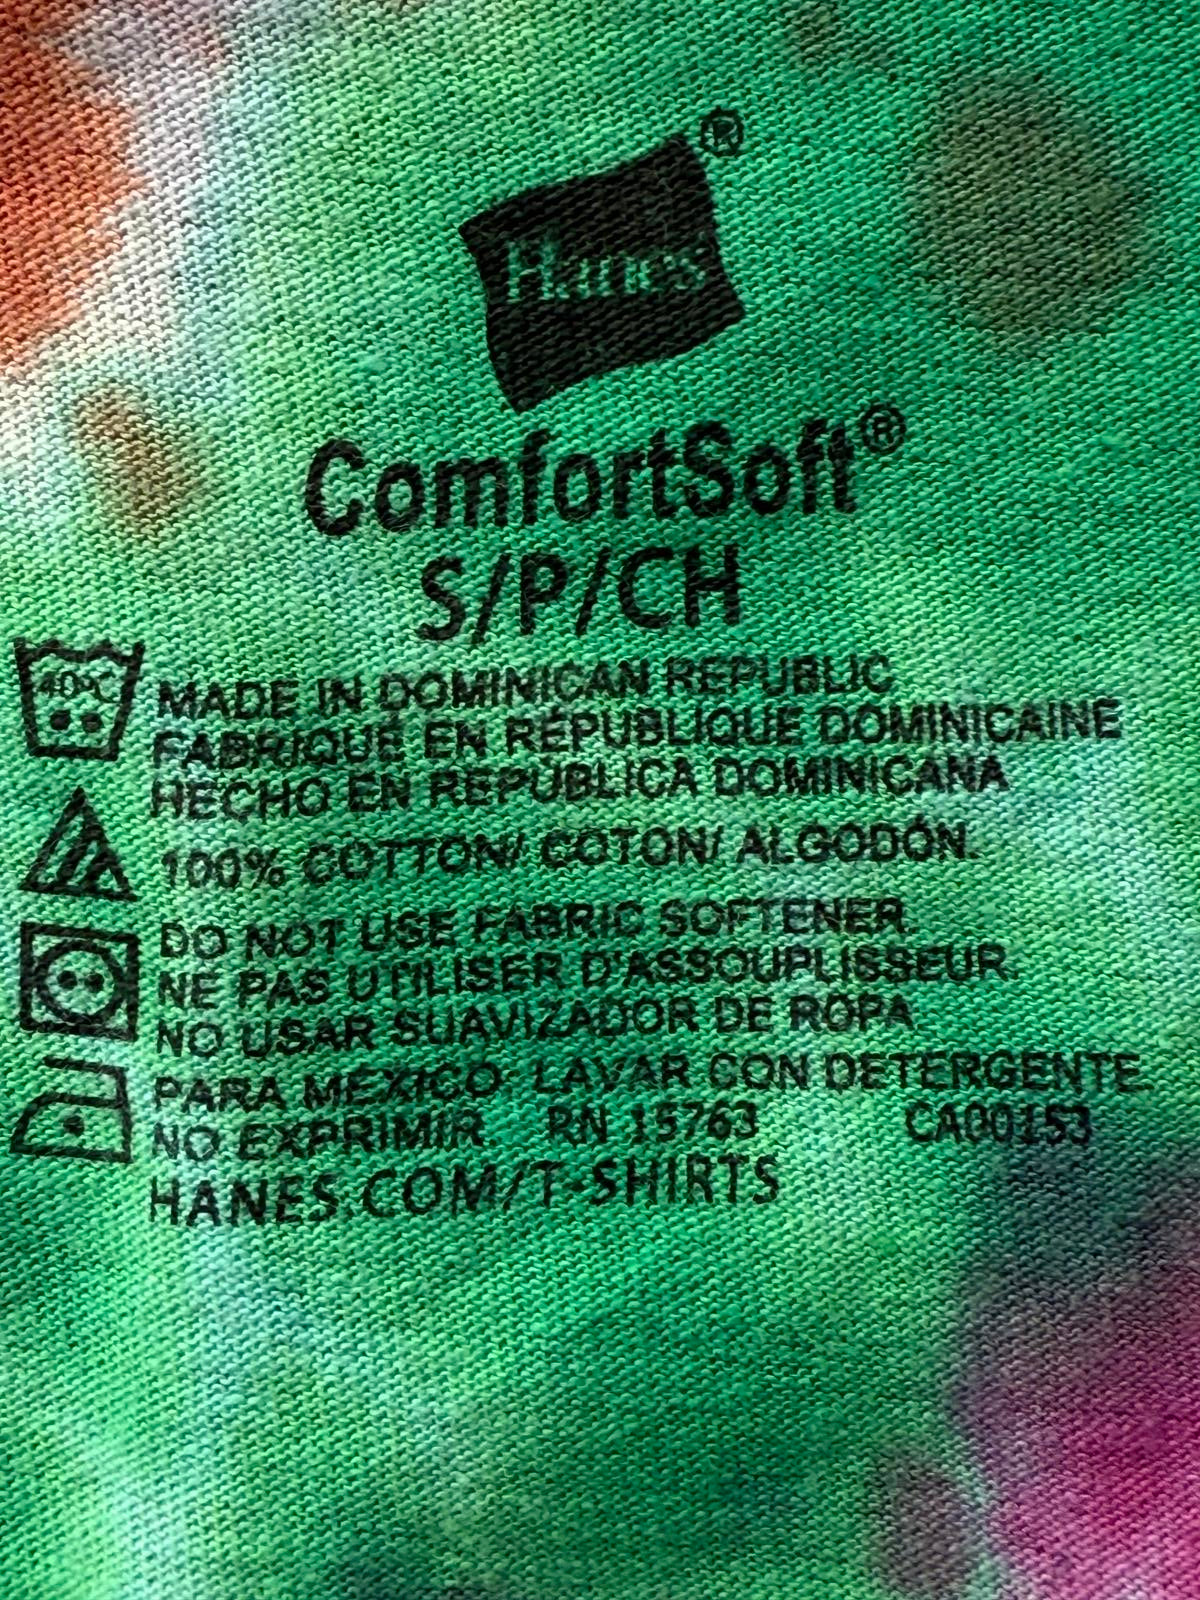 Hanes®
ComfortSoft®
S/P/CH
40°C
MADE IN DOMINICAN REPUBLIC
FABRIQUÉ EN RÉPUBLIQUE DOMINICAINE
HECHO EN REPÚBLICA DOMINICANA
100% COTTON/ COTON/ ALGODÓN.
DO NOT USE FABRIC SOFTENER.
NE PAS UTILISER D'ASSOUPLISSEUR.
NO USAR SUAVIZADOR DE ROPA.
PARA MEXICO: LAVAR CON DETERGENTE.
NO EXPRIMIR. RN 15763 CA00153
HANES.COM/T-SHIRTS